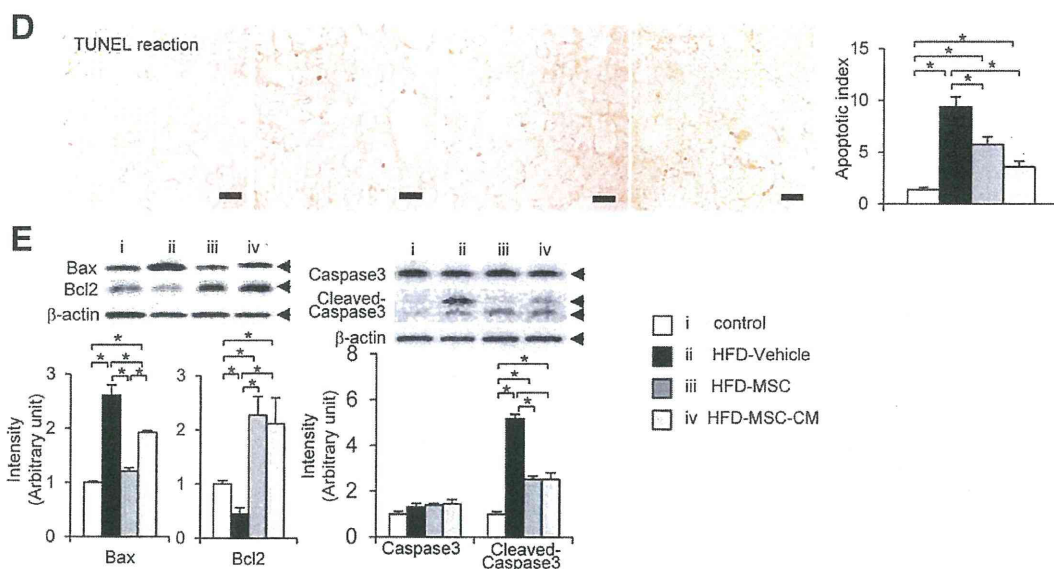 D
TUNEL reaction
Apoptotic index
15
10
5
0
* *
* *
* *
E
i ii iii iv
Bax
Bcl2
β-actin
Intensity
(Arbitrary unit)
3
2
1
0
*
* *
* *
Bax
3
2
1
0
*
*
* *
*
Bcl2
i ii iii iv
Caspase3
Cleaved-
Caspase3
β-actin
Intensity
(Arbitrary unit)
8
6
4
2
0
*
*
* *
*
Caspase3
Cleaved-
Caspase3
i control
ii HFD-Vehicle
iii HFD-MSC
iv HFD-MSC-CM